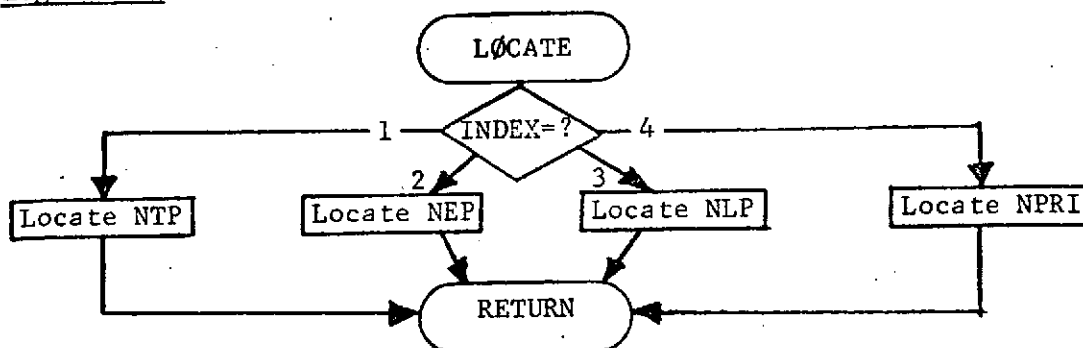 LØCATE
INDEX=?
1
4
2
3
Locate NTP
Locate NEP
Locate NLP
Locate NPRI
RETURN